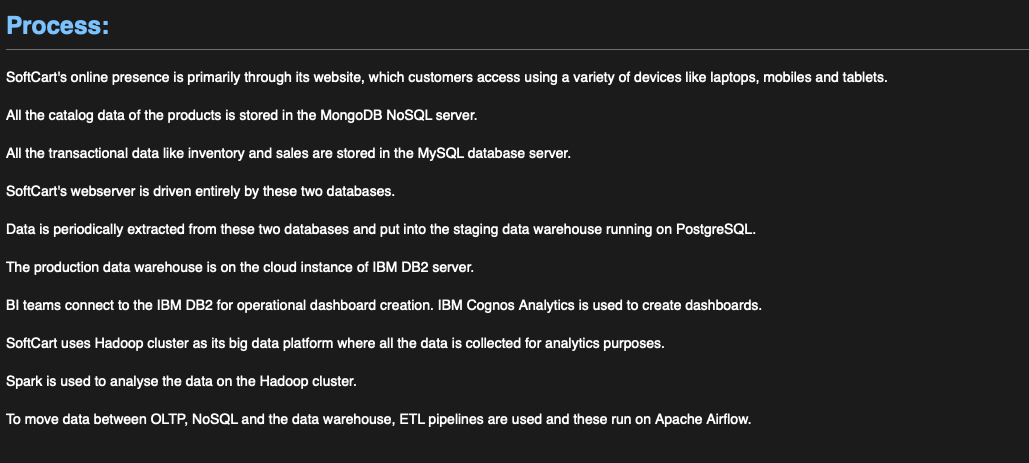 Process:
SoftCart's online presence is primarily through its website, which customers access using a variety of devices like laptops, mobiles and tablets.
All the catalog data of the products is stored in the MongoDB NoSQL server.
All the transactional data like inventory and sales are stored in the MySQL database server.
SoftCart's webserver is driven entirely by these two databases.
Data is periodically extracted from these two databases and put into the staging data warehouse running on PostgreSQL.
The production data warehouse is on the cloud instance of IBM DB2 server.
BI teams connect to the IBM DB2 for operational dashboard creation. IBM Cognos Analytics is used to create dashboards.
SoftCart uses Hadoop cluster as its big data platform where all the data is collected for analytics purposes.
Spark is used to analyse the data on the Hadoop cluster.
To move data between OLTP, NoSQL and the data warehouse, ETL pipelines are used and these run on Apache Airflow.